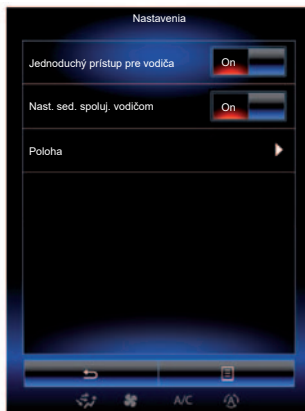 Nastavenia
Jednoduchý prístup pre vodiča
On
Nast. sed. spoluj. vodičom
On
Poloha
A/C